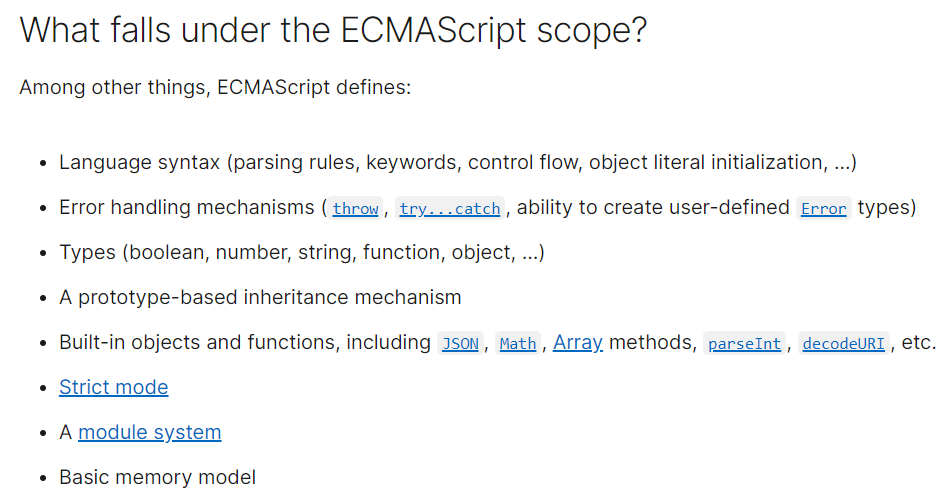 What falls under the ECMAScript scope?
Among other things, ECMAScript defines:
• Language syntax (parsing rules, keywords, control flow, object literal initialization, …)
• Error handling mechanisms ( throw , try...catch , ability to create user-defined Error types)
• Types (boolean, number, string, function, object, …)
• A prototype-based inheritance mechanism
• Built-in objects and functions, including JSON , Math , Array methods, parseInt , decodeURI , etc.
• Strict mode
• A module system
• Basic memory model